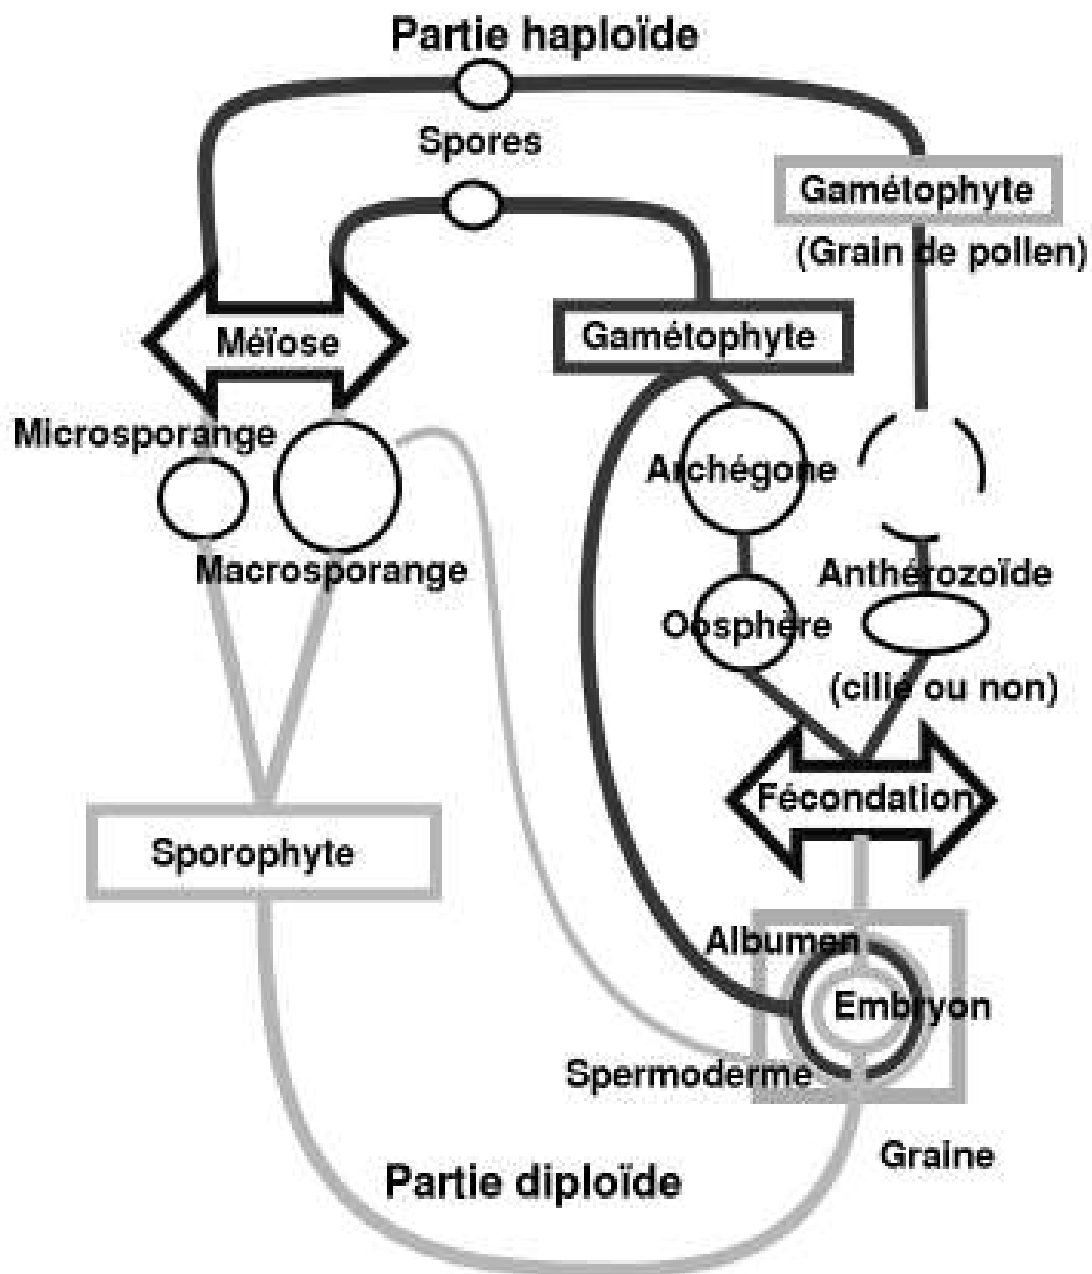 Partie haploïde
Spores
Gamétophyte
(Grain de pollen)
Gamétophyte
Méïose
Microsporange
Archégone
Macrosporange
Anthérozoïde
Oosphère
(cilié ou non)
Fécondation
Sporophyte
Albumen
Embryon
Spermoderme
Graine
Partie diploïde